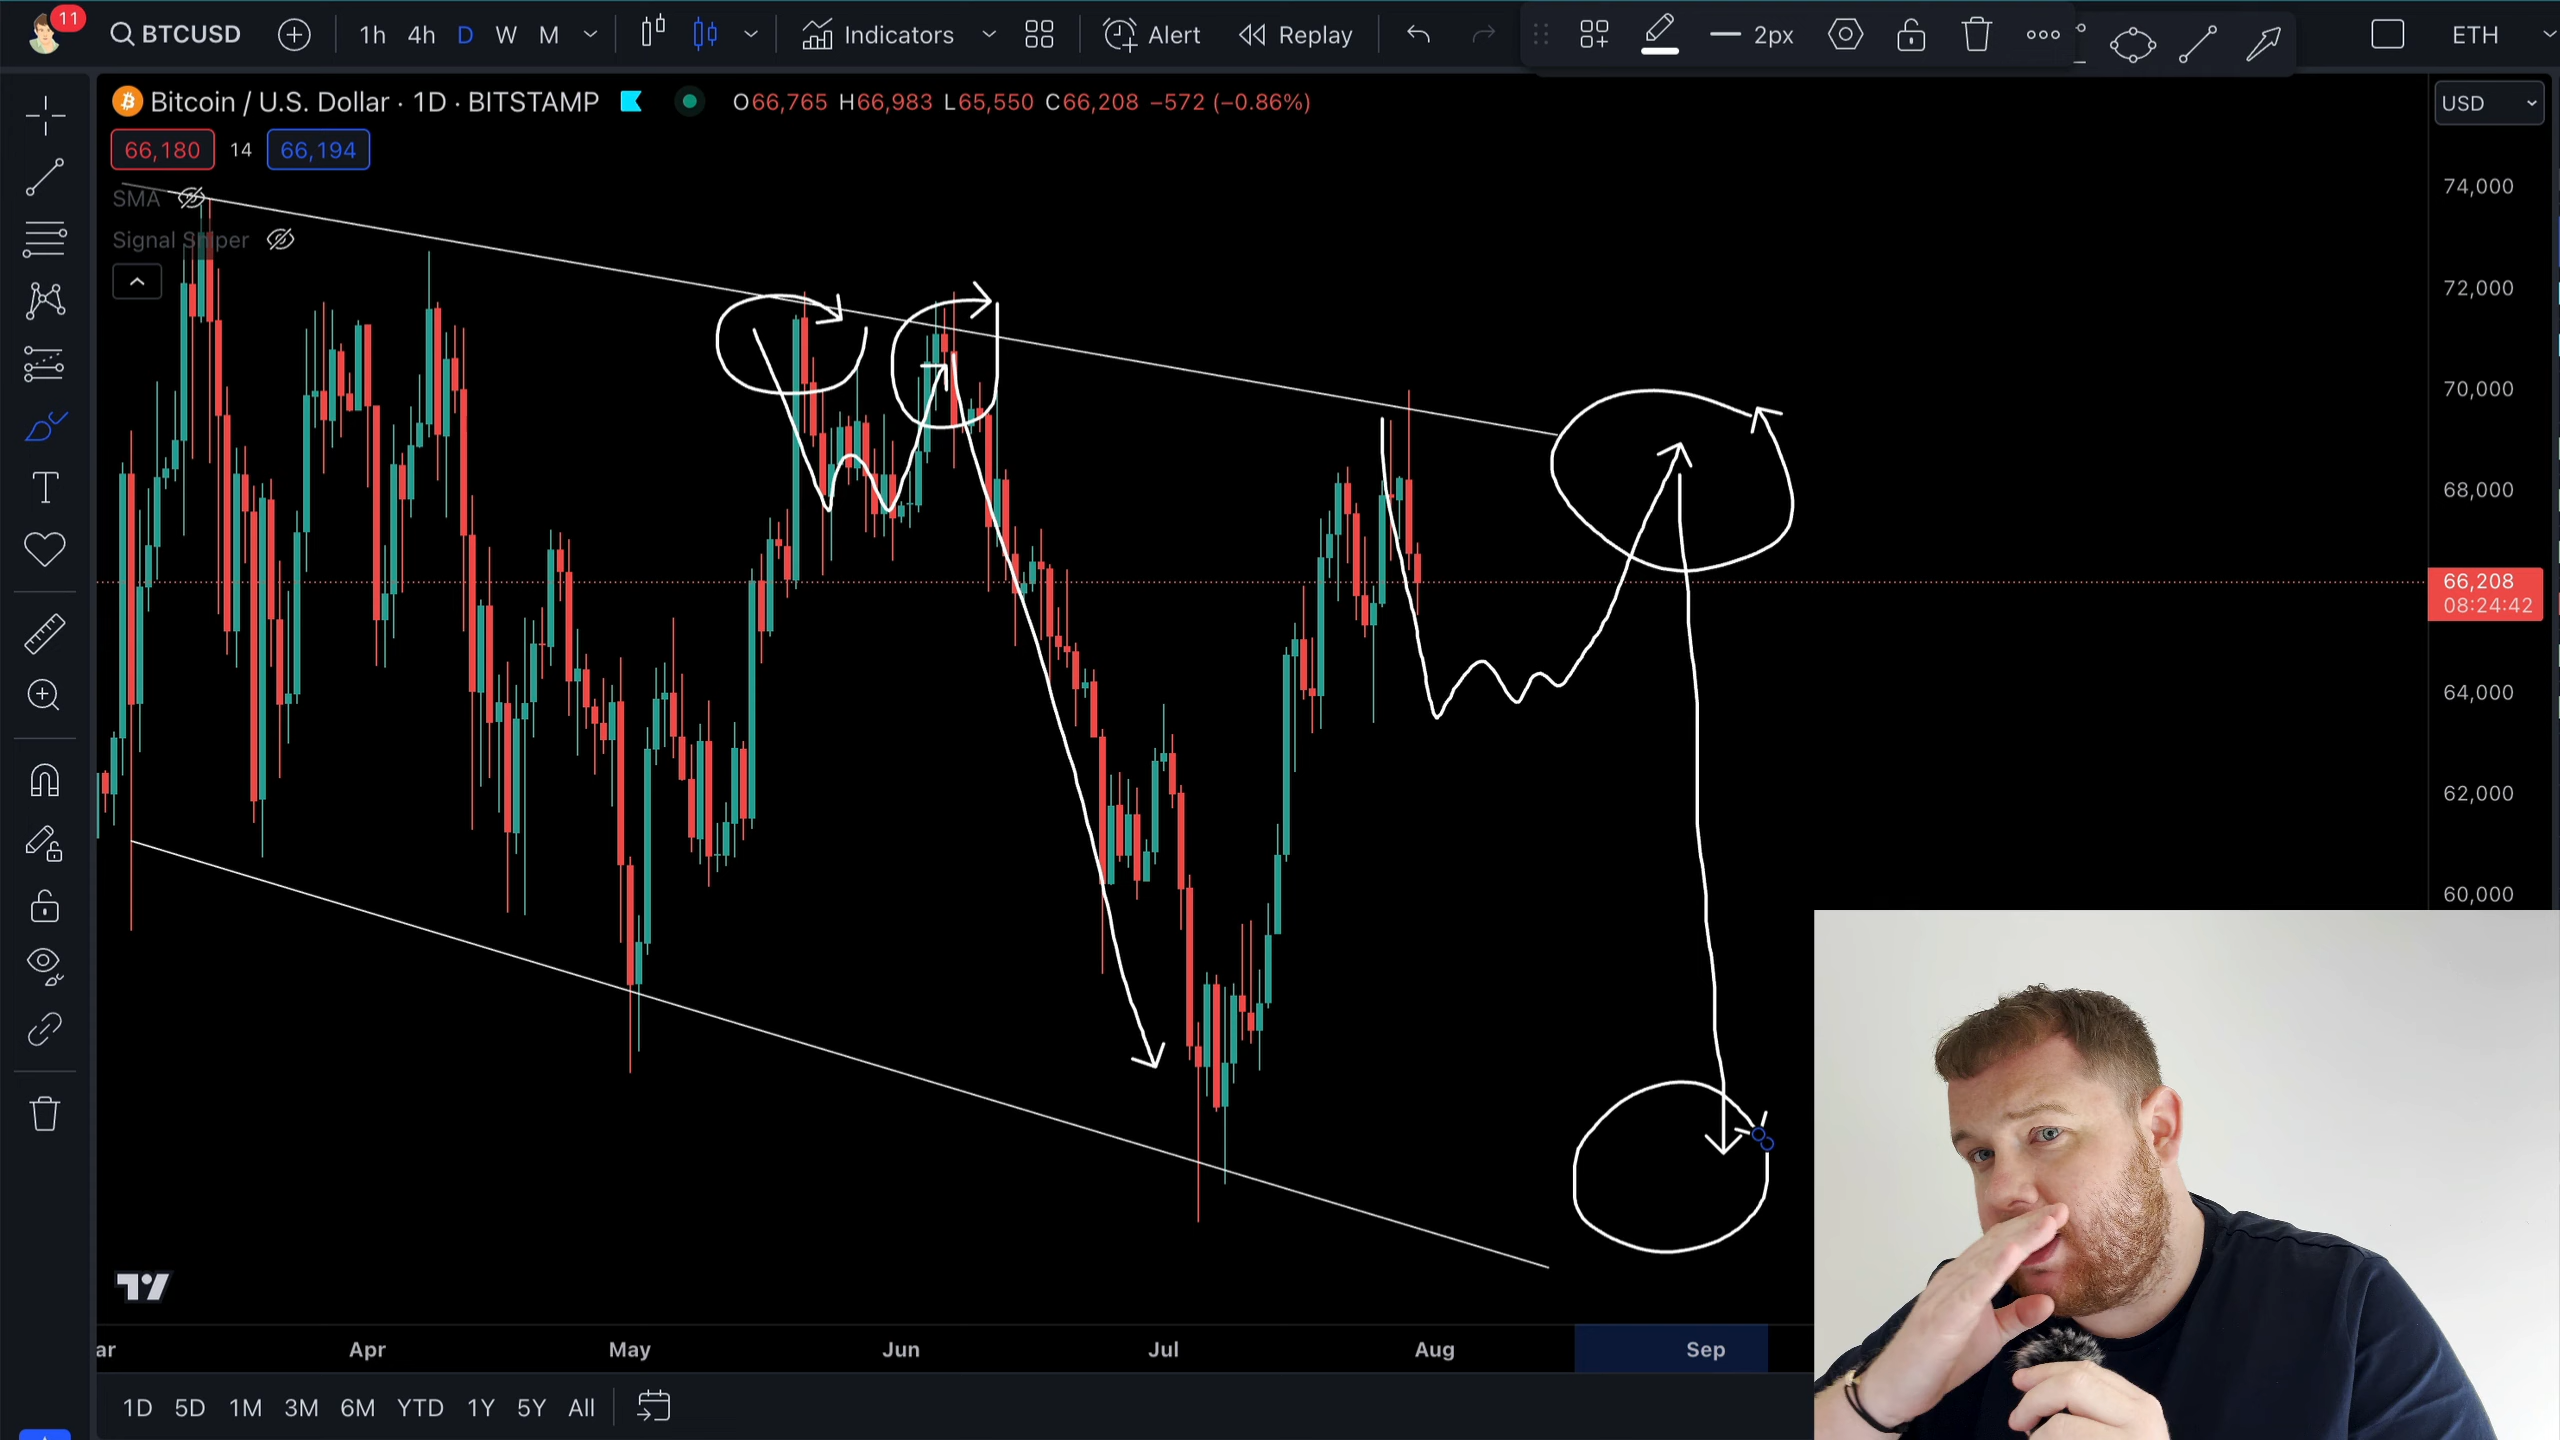 11
BTCUSD
1h 4h D W M
Indicators
Alert
Replay
2px
ETH
Bitcoin / U.S. Dollar · 1D · BITSTAMP
O66,765 H66,983 L65,550 C66,208 −572 (−0.86%)
USD
66,180 14 66,194
SMA
Signal Sniper
74,000
72,000
70,000
68,000
66,208
08:24:42
64,000
62,000
60,000
ar Apr May Jun Jul Aug Sep
1D 5D 1M 3M 6M YTD 1Y 5Y All